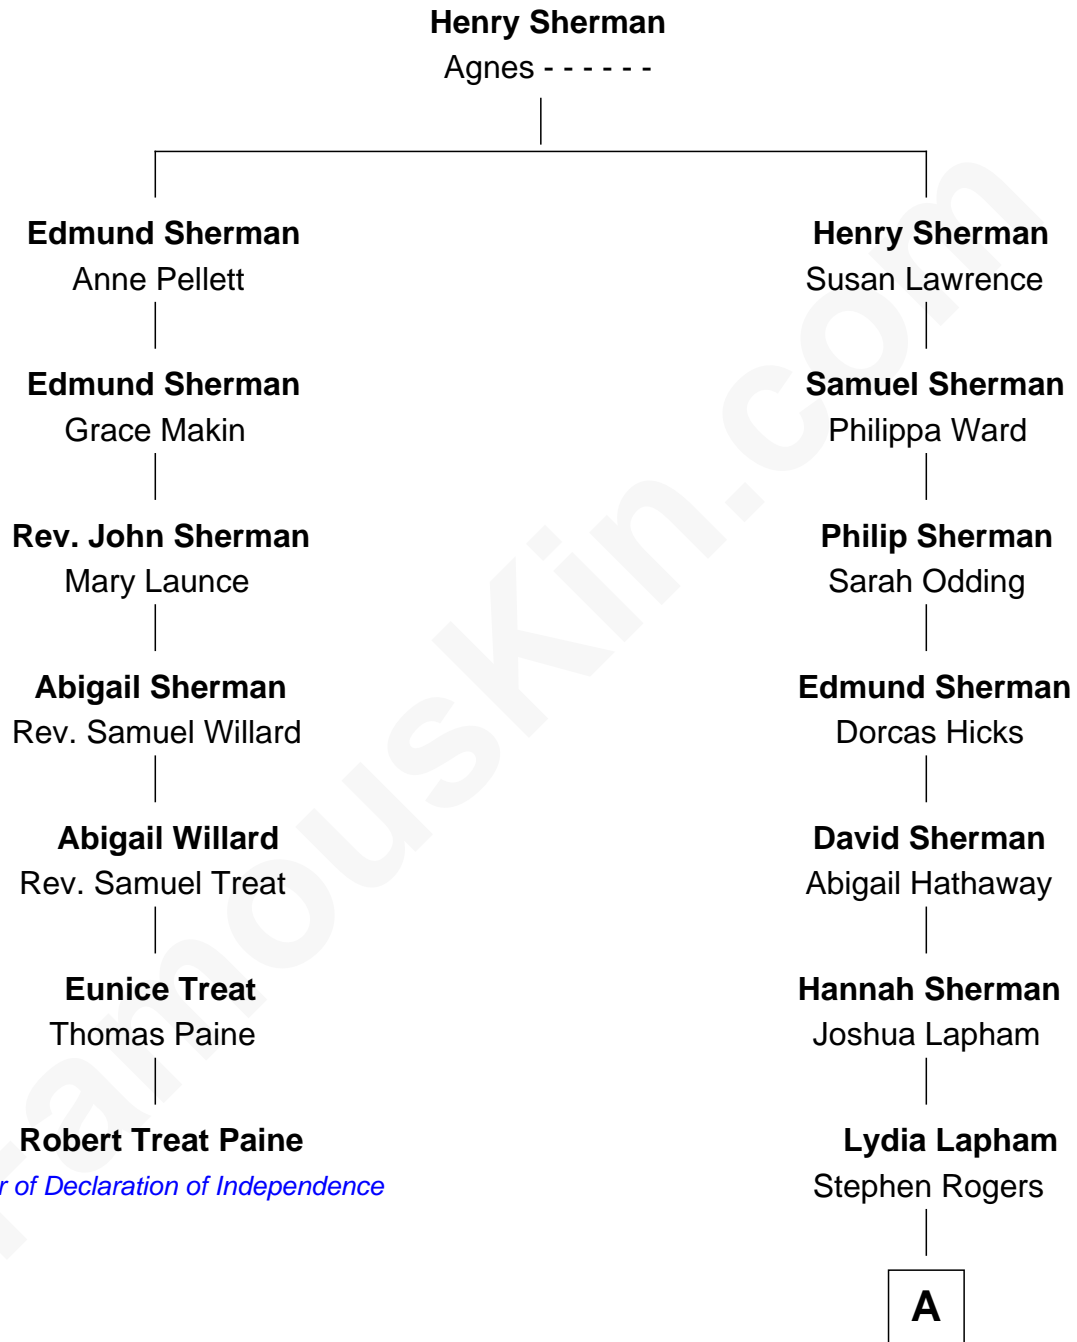 Henry Sherman
Agnes - - - - - -
Edmund Sherman
Anne Pellett
Edmund Sherman
Grace Makin
Rev. John Sherman
Mary Launce
Abigail Sherman
Rev. Samuel Willard
Abigail Willard
Rev. Samuel Treat
Eunice Treat
Thomas Paine
Robert Treat Paine
of Declaration of Independence
Henry Sherman
Susan Lawrence
Samuel Sherman
Philippa Ward
Philip Sherman
Sarah Odding
Edmund Sherman
Dorcas Hicks
David Sherman
Abigail Hathaway
Hannah Sherman
Joshua Lapham
Lydia Lapham
Stephen Rogers
A
FamousKin.com